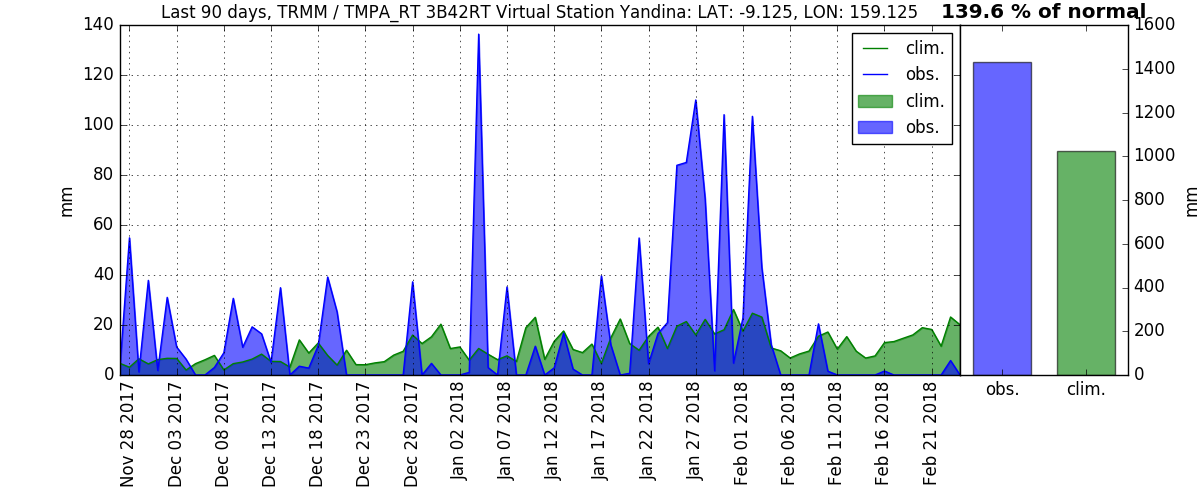 Last 90 days, TRMM / TMPA_RT 3B42RT Virtual Station Yandina: LAT: -9.125, LON: 159.125
139.6 % of normal
140
120
100
80
60
40
20
0
mm
clim.
obs.
clim.
obs.
Nov 28 2017
Dec 03 2017
Dec 08 2017
Dec 13 2017
Dec 18 2017
Dec 23 2017
Dec 28 2017
Jan 02 2018
Jan 07 2018
Jan 12 2018
Jan 17 2018
Jan 22 2018
Jan 27 2018
Feb 01 2018
Feb 06 2018
Feb 11 2018
Feb 16 2018
Feb 21 2018
1600
1400
1200
1000
800
600
400
200
0
mm
obs.
clim.